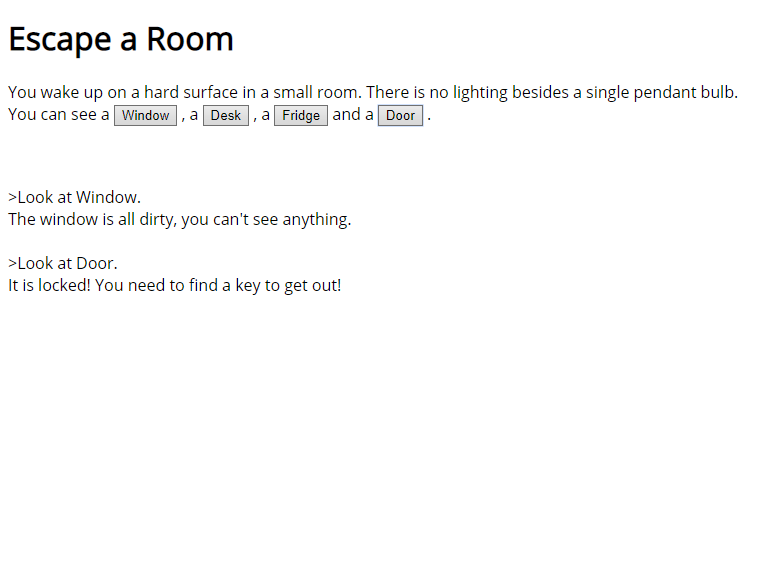 Escape a Room
You wake up on a hard surface in a small room. There is no lighting besides a single pendant bulb.
You can see a Window , a Desk , a Fridge and a Door .
>Look at Window.
The window is all dirty, you can't see anything.
>Look at Door.
It is locked! You need to find a key to get out!